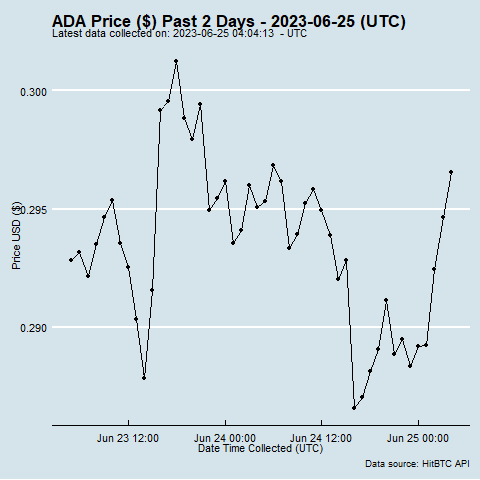 ADA Price ($) Past 2 Days - 2023-06-25 (UTC)
Latest data collected on: 2023-06-25 04:04:13 - UTC
0.300
0.295
0.290
Price USD ($)
Jun 23 12:00
Jun 24 00:00
Jun 24 12:00
Jun 25 00:00
Date Time Collected (UTC)
Data source: HitBTC API